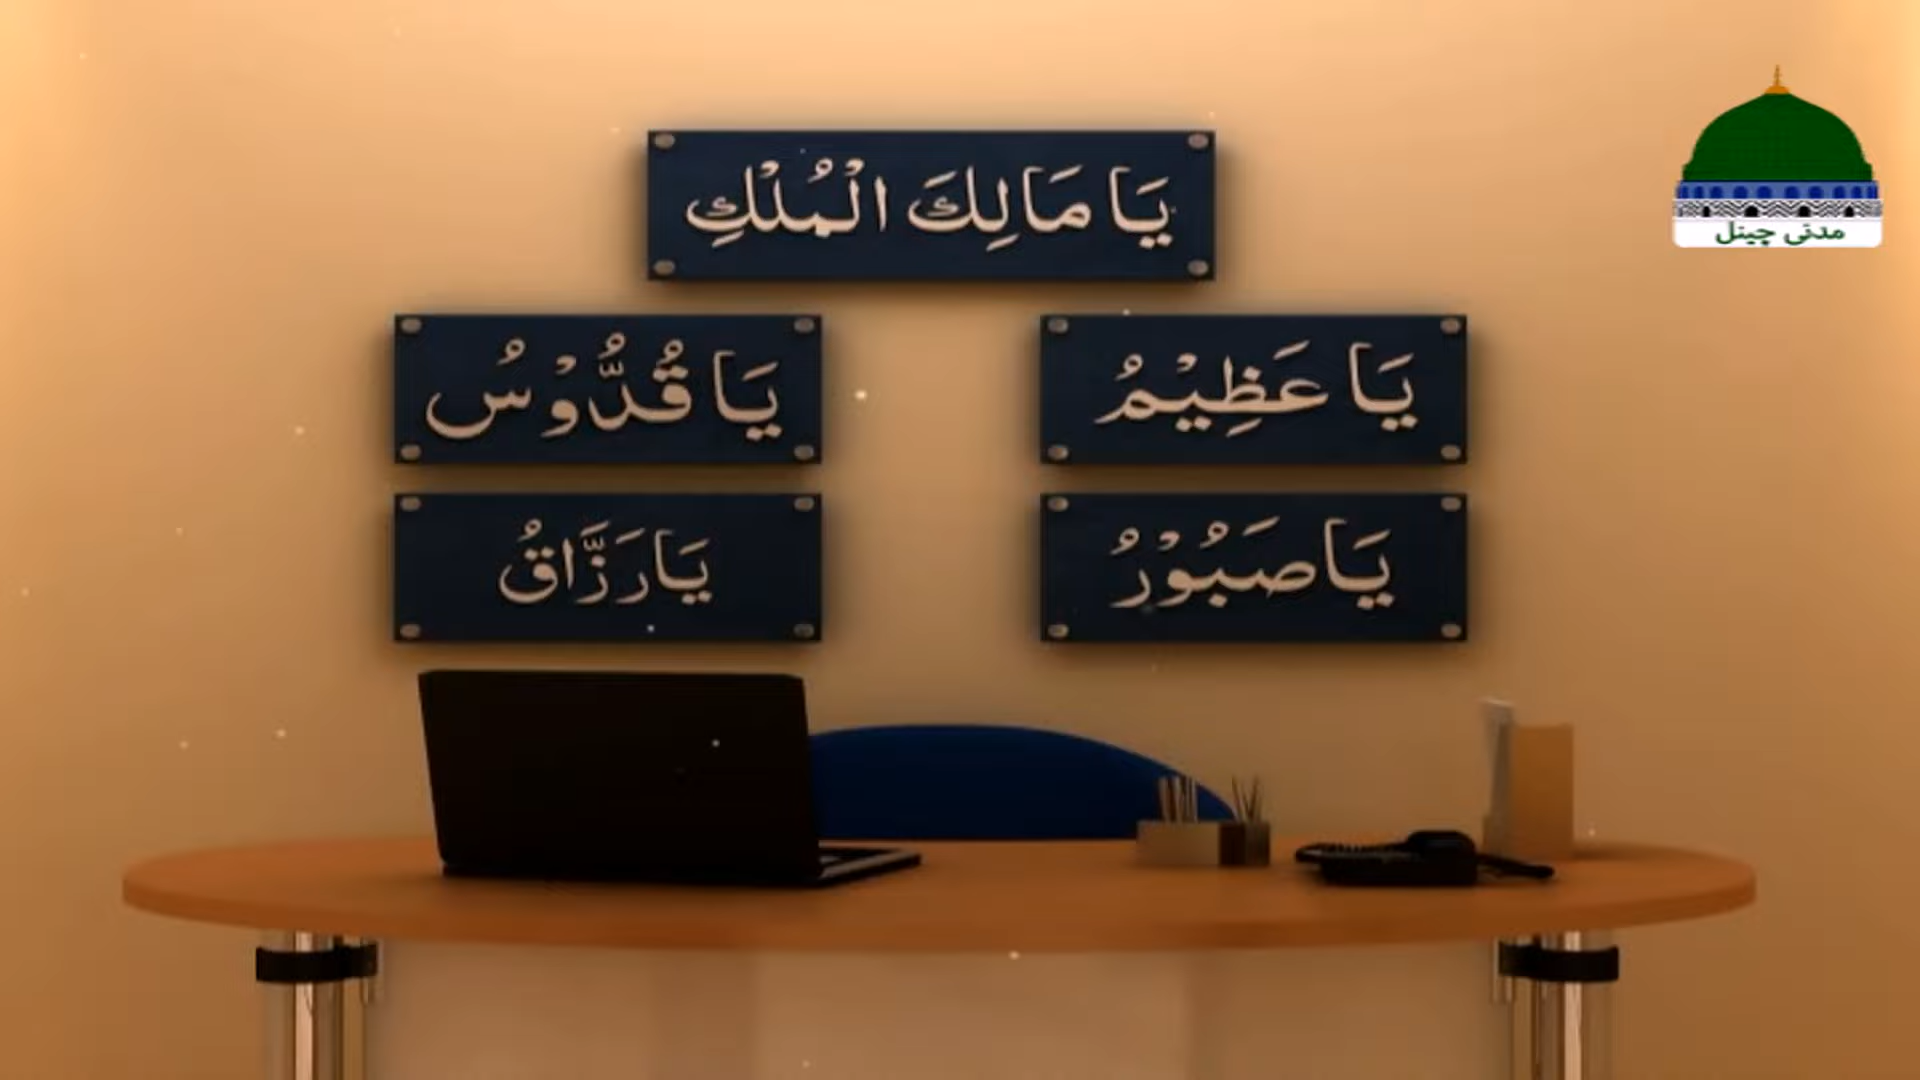 يَا مَالِكَ الْمُلْكِ
يَا عَظِيْمُ
يَا قُدُّوْسُ
يَا صَبُوْرُ
يَا رَزَّاقُ
مدنی چینل